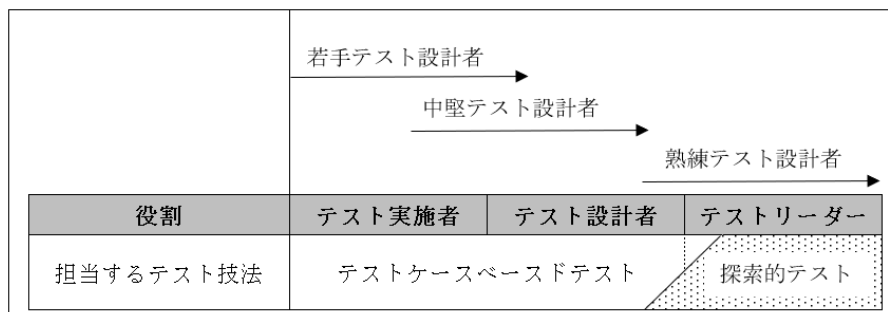 若手テスト設計者
中堅テスト設計者
熟練テスト設計者
役割 テスト実施者 テスト設計者 テストリーダー
担当するテスト技法 テストケースベースドテスト 探索的テスト